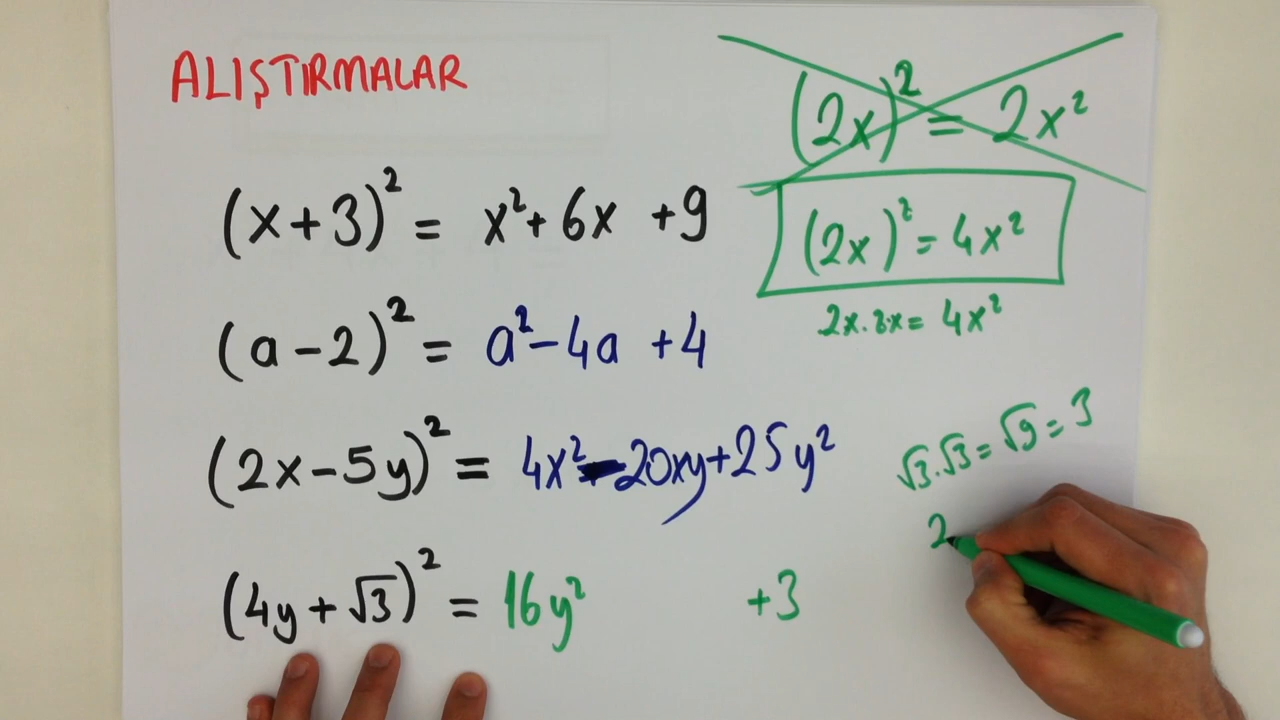 ALIŞTIRMALAR
(x+3)² = x²+6x +9
(a-2)² = a²-4a +4
(2x-5y)² = 4x²-20xy+25y²
(4y+√3)² = 16y² +3
(2x)² = 2x²
(2x)² = 4x²
2x.2x= 4x²
√3.√3=√9=3
2